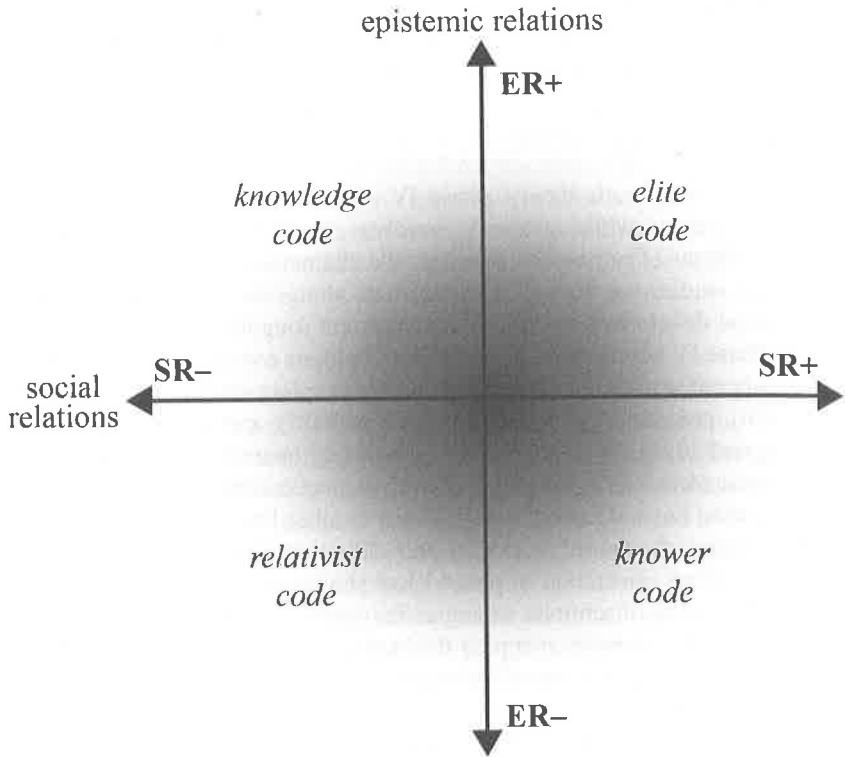 epistemic relations
ER+
knowledge
code
elite
code
SR–
SR+
social
relations
relativist
code
knower
code
ER–